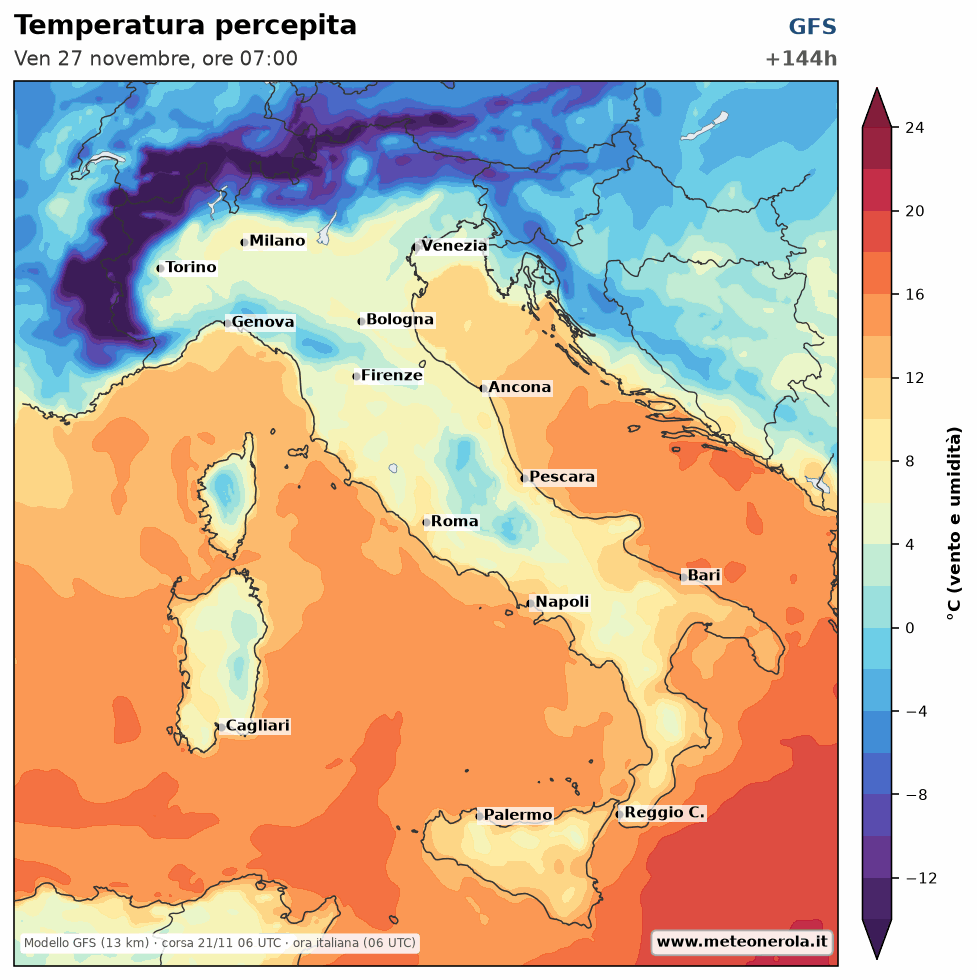 Temperatura percepita
GFS
Ven 27 novembre, ore 07:00
+144h
24
20
16
12
8
4
0
−4
−8
−12
°C (vento e umidità)
Milano
Venezia
Torino
Genova
Bologna
Firenze
Ancona
Pescara
Roma
Bari
Napoli
Cagliari
Palermo
Reggio C.
Modello GFS (13 km) · corsa 21/11 06 UTC · ora italiana (06 UTC)
www.meteonerola.it